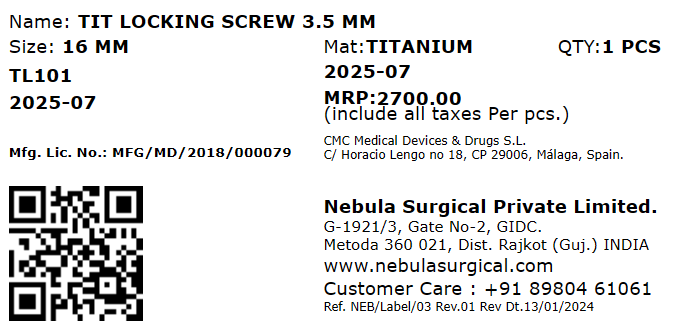 Name: TIT LOCKING SCREW 3.5 MM
Size: 16 MM Mat:TITANIUM QTY:1 PCS
TL101
2025-07
2025-07
MRP:2700.00
(include all taxes Per pcs.)
Mfg. Lic. No.: MFG/MD/2018/000079
CMC Medical Devices & Drugs S.L.
C/ Horacio Lengo no 18, CP 29006, Málaga, Spain.
Nebula Surgical Private Limited.
G-1921/3, Gate No-2, GIDC.
Metoda 360 021, Dist. Rajkot (Guj.) INDIA
www.nebulasurgical.com
Customer Care : +91 89804 61061
Ref. NEB/Label/03 Rev.01 Rev Dt.13/01/2024